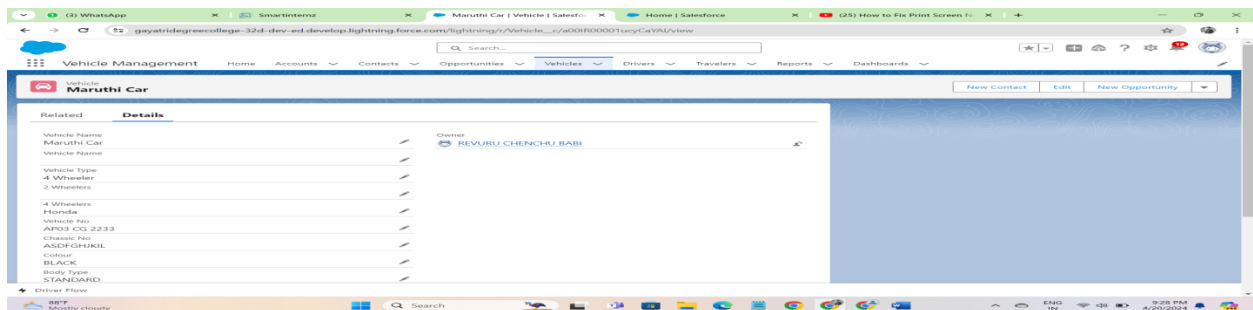 (3) WhatsApp
Smartinternz
Maruthi Car | Vehicle | Salesfo
Home | Salesforce
(25) How to Fix Print Screen N
gayatridegreecollege-32d-dev-ed.develop.lightning.force.com/lightning/r/Vehicle__c/a00IR00001ucyCaYAI/view
Search...
Vehicle Management Home Accounts Contacts Opportunities Vehicles Drivers Travelers Reports Dashboards
Vehicle
Maruthi Car
New Contact Edit New Opportunity
Related Details
Vehicle Name
Maruthi Car
Owner
REVURU CHENCHU BABI
Vehicle Name
Vehicle Type
4 Wheeler
2 Wheelers
4 Wheelers
Honda
Vehicle No
AP03 CG 2233
Chassic No
ASDFGHJKIL
Colour
BLACK
Body Type
STANDARD
Driver Flow
88°F
Mostly cloudy
Search
ENG
IN
9:28 PM
4/20/2024